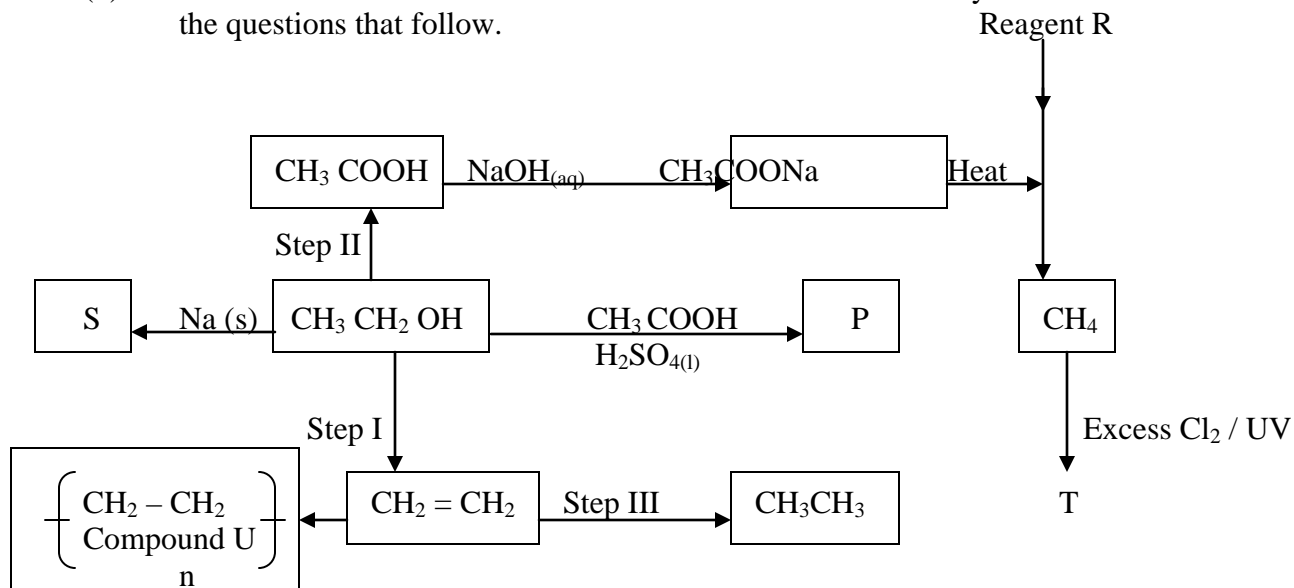 the questions that follow.
Reagent R
CH₃ COOH NaOH(aq) CH₃COONa Heat
Step II
S Na (s) CH₃ CH₂ OH CH₃ COOH P CH₄
H₂SO₄(l)
Step I Excess Cl₂ / UV
CH₂ – CH₂ CH₂ = CH₂ Step III CH₃CH₃ T
Compound U
n